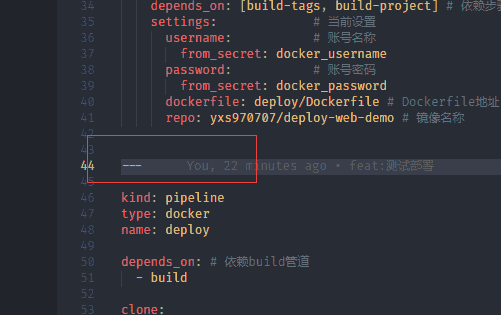 34 depends_on: [build-tags, build-project] # 依赖步骤
35 settings: # 当前设置
36 username: # 账号名称
37 from_secret: docker_username
38 password: # 账号密码
39 from_secret: docker_password
40 dockerfile: deploy/Dockerfile # Dockerfile地址
41 repo: yxs970707/deploy-web-demo # 镜像名称
42
43
44 --- You, 22 minutes ago • feat:测试部署
45
46 kind: pipeline
47 type: docker
48 name: deploy
49
50 depends_on: # 依赖build管道
51 - build
52
53 clone: